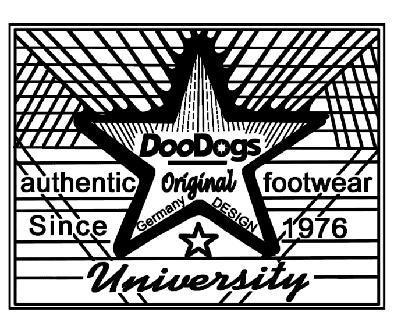 DooDogs
authentic Original footwear
Germany DESIGN
Since 1976
University